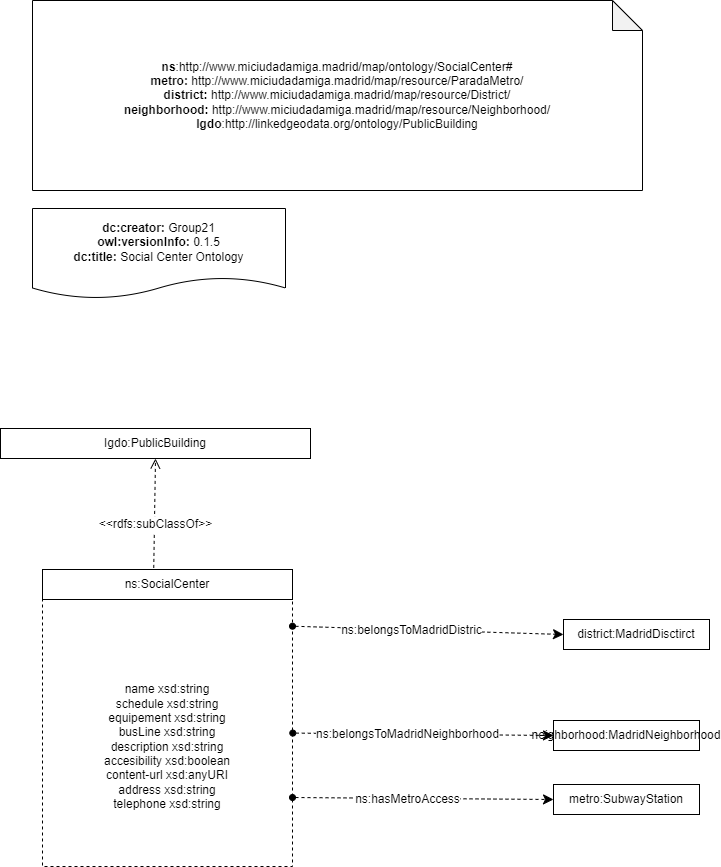 ns:http://www.miciudadamiga.madrid/map/ontology/SocialCenter#
metro: http://www.miciudadamiga.madrid/map/resource/ParadaMetro/
district: http://www.miciudadamiga.madrid/map/resource/District/
neighborhood: http://www.miciudadamiga.madrid/map/resource/Neighborhood/
lgdo:http://linkedgeodata.org/ontology/PublicBuilding
dc:creator: Group21
owl:versionInfo: 0.1.5
dc:title: Social Center Ontology
lgdo:PublicBuilding
<<rdfs:subClassOf>>
ns:SocialCenter
ns:belongsToMadridDistric
district:MadridDisctirct
name xsd:string
schedule xsd:string
equipement xsd:string
busLine xsd:string
description xsd:string
accesibility xsd:boolean
content-url xsd:anyURI
address xsd:string
telephone xsd:string
ns:belongsToMadridNeighborhood
neighborhood:MadridNeighborhood
ns:hasMetroAccess
metro:SubwayStation